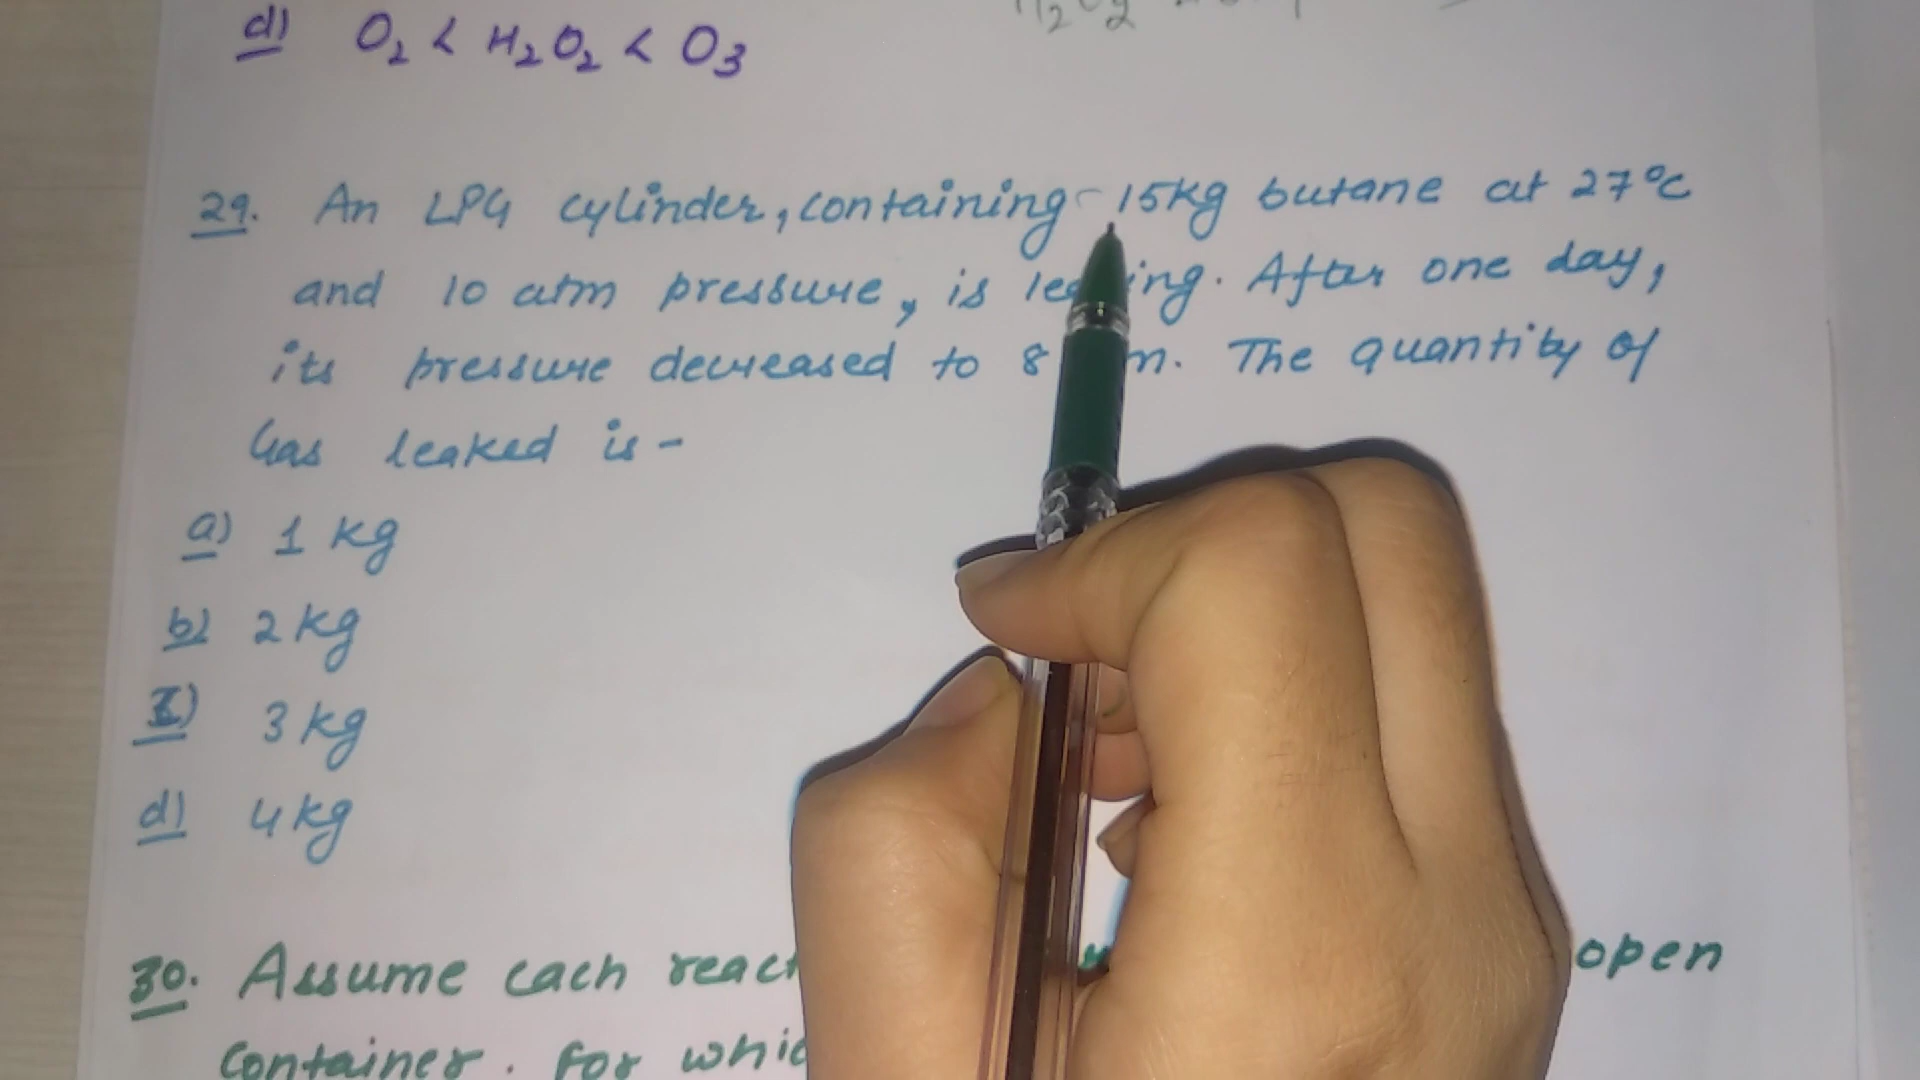 d) O₂ < H₂O₂ < O₃
29. An LPG cylinder, containing 15kg butane at 27°C
and 10 atm pressure, is leaking. After one day,
its pressure decreased to 8 atm. The quantity of
Gas leaked is -
a) 1 kg
b) 2 kg
3 kg
d) 4 kg
30. Assume each open
Container. for